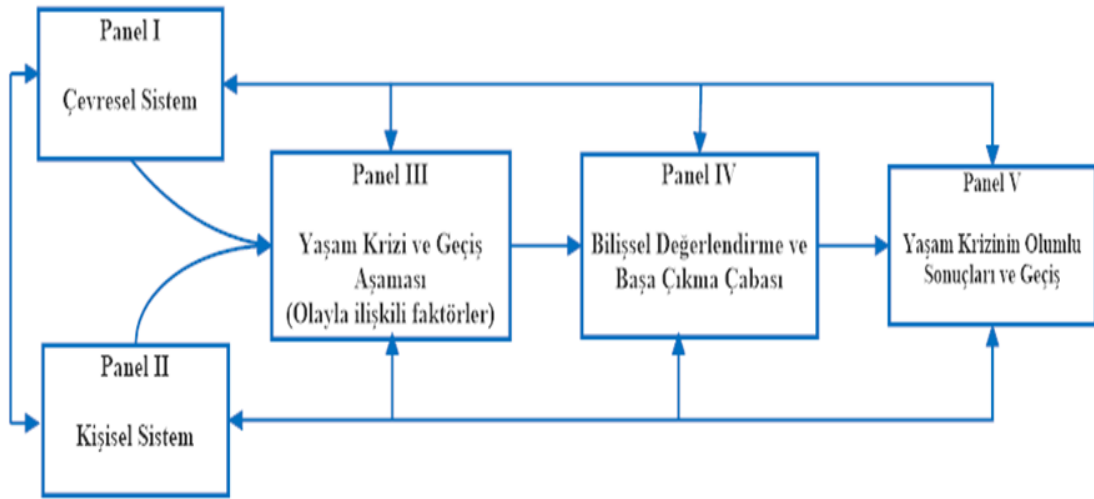 Panel I
Çevresel Sistem
Panel III
Yaşam Krizi ve Geçiş
Aşaması
(Olayla ilişkili faktörler)
Panel IV
Bilişsel Değerlendirme ve
Başa Çıkma Çabası
Panel V
Yaşam Krizinin Olumlu
Sonuçları ve Geçiş
Panel II
Kişisel Sistem